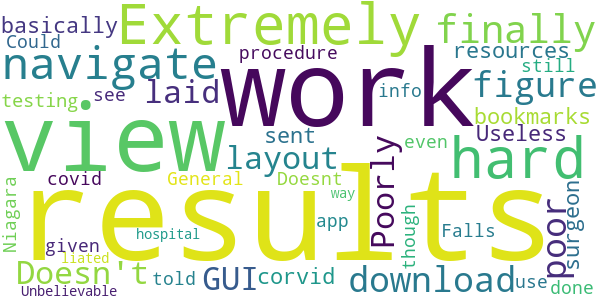 basically Extremely finally
Could procedure resources
navigate work still
testing see laid info figure
view sent bookmarks
layout Poorly even Useless hard
covid General Doesnt results
Niagara way though Falls poor surgeon
given hospital app
liated Doesn't told GUI corvid download use
Unbelievable done